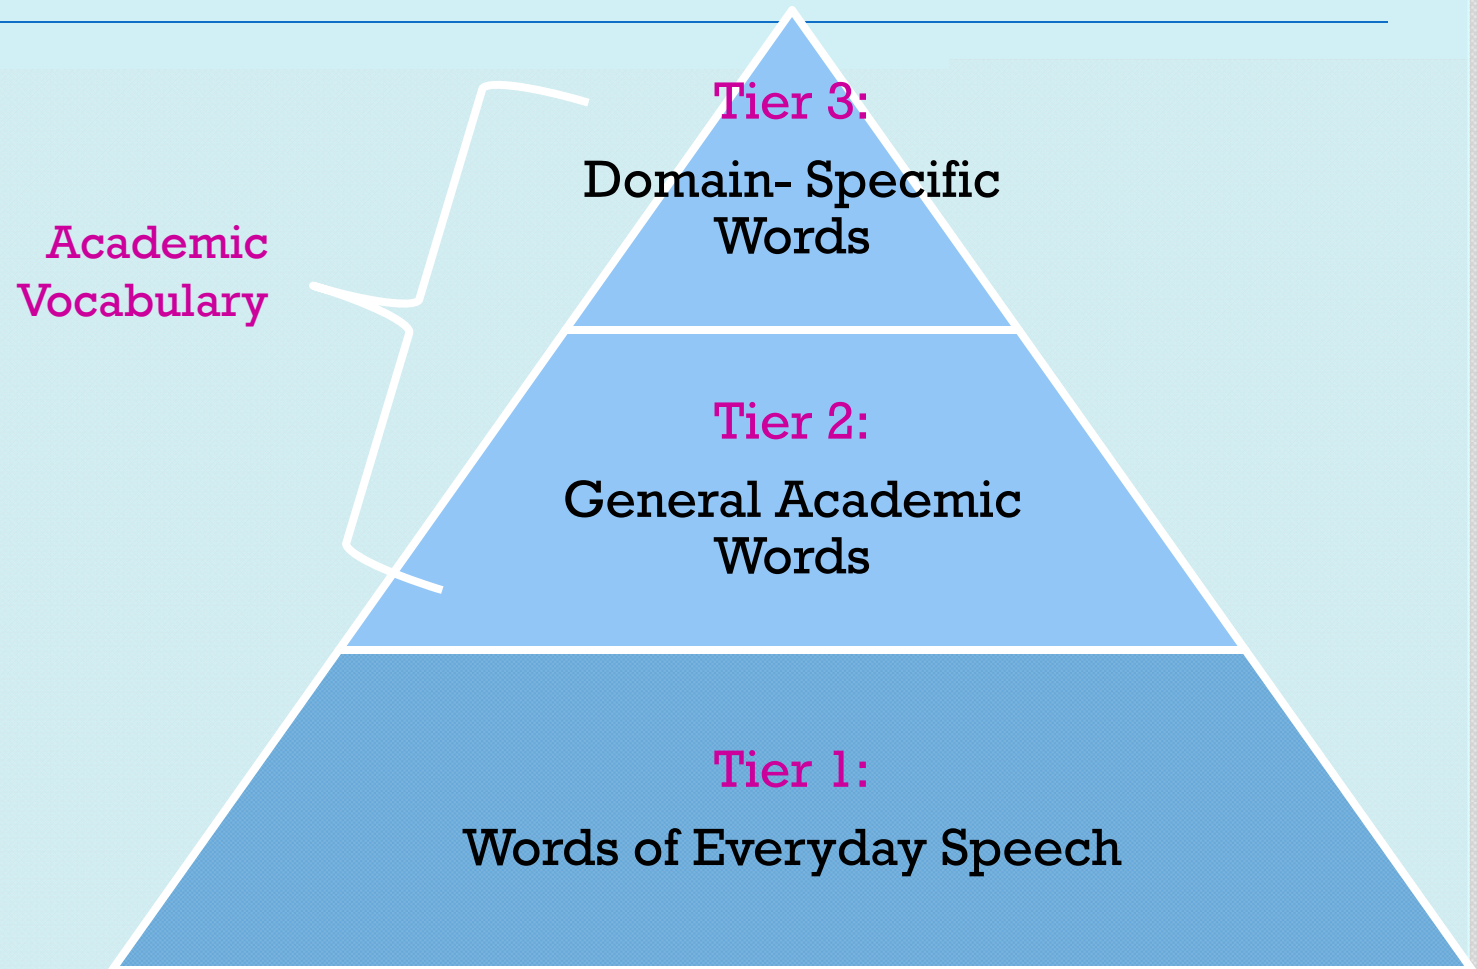 Tier 3:
Domain- Specific
Words
Academic
Vocabulary
Tier 2:
General Academic
Words
Tier 1:
Words of Everyday Speech